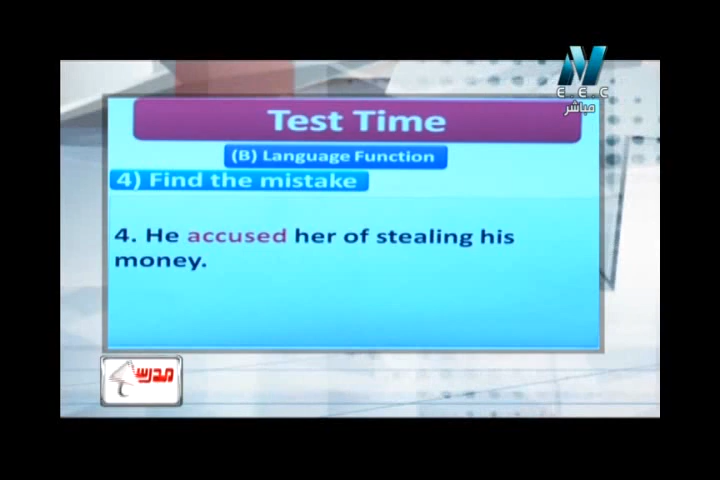 E.E.C
مباشر
Test Time
(B) Language Function
4) Find the mistake
4. He accused her of stealing his
money.
مدرس